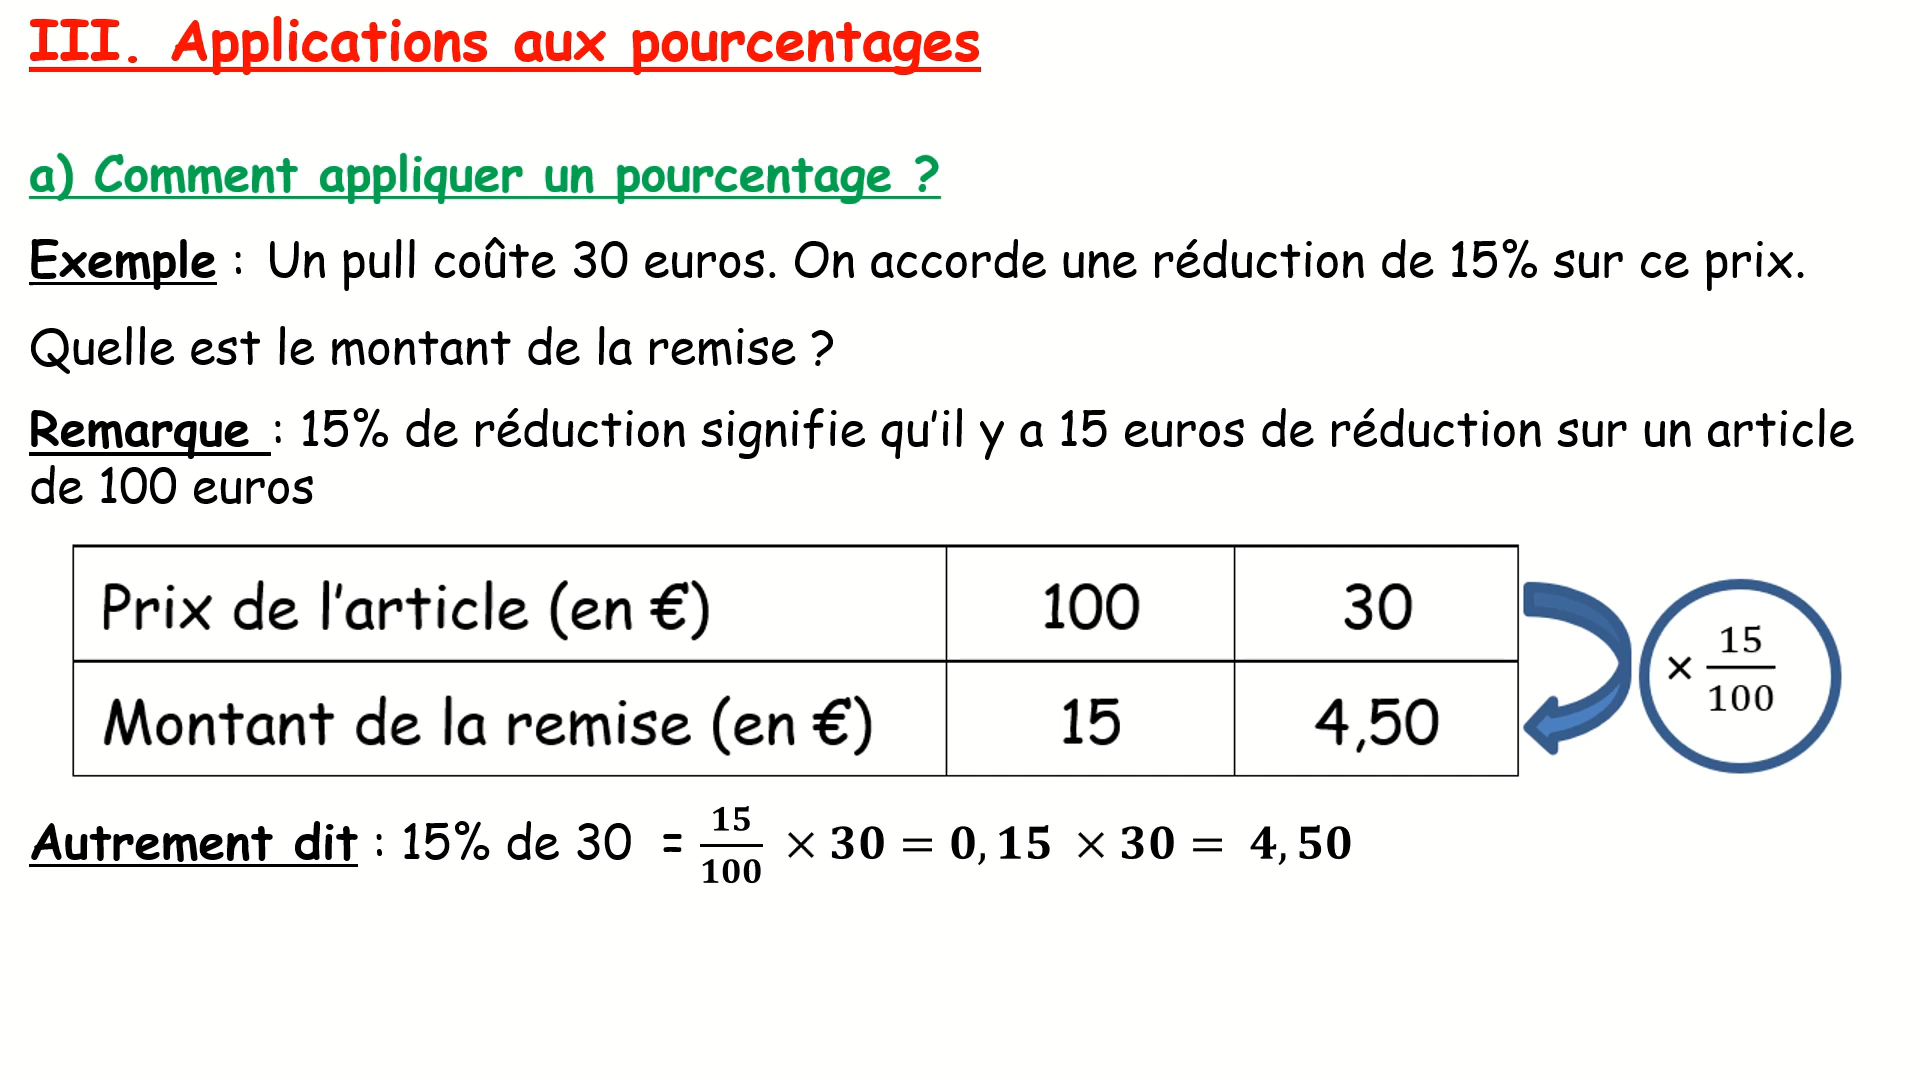 III. Applications aux pourcentages
a) Comment appliquer un pourcentage ?
Exemple : Un pull coûte 30 euros. On accorde une réduction de 15% sur ce prix.
Quelle est le montant de la remise ?
Remarque : 15% de réduction signifie qu'il y a 15 euros de réduction sur un article
de 100 euros
Prix de l'article (en €) 100 30
Montant de la remise (en €) 15 4,50
× 15/100
Autrement dit : 15% de 30 = 15/100 × 30 = 0,15 × 30 = 4,50